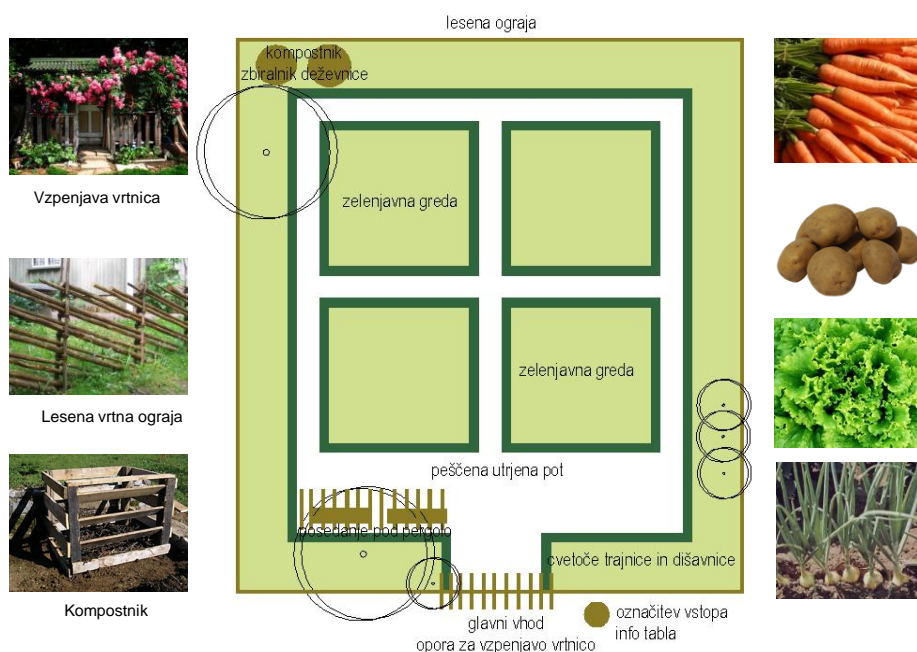 lesena ograja
kompostnik
zbiralnik deževnice
Vzpenjava vrtnica
zelenjavna greda
zelenjavna greda
Lesena vrtna ograja
peščena utrjena pot
posedanje pod pergolo
cvetoče trajnice in dišavnice
Kompostnik
glavni vhod
opora za vzpenjavo vrtnico
označitev vstopa
info tabla